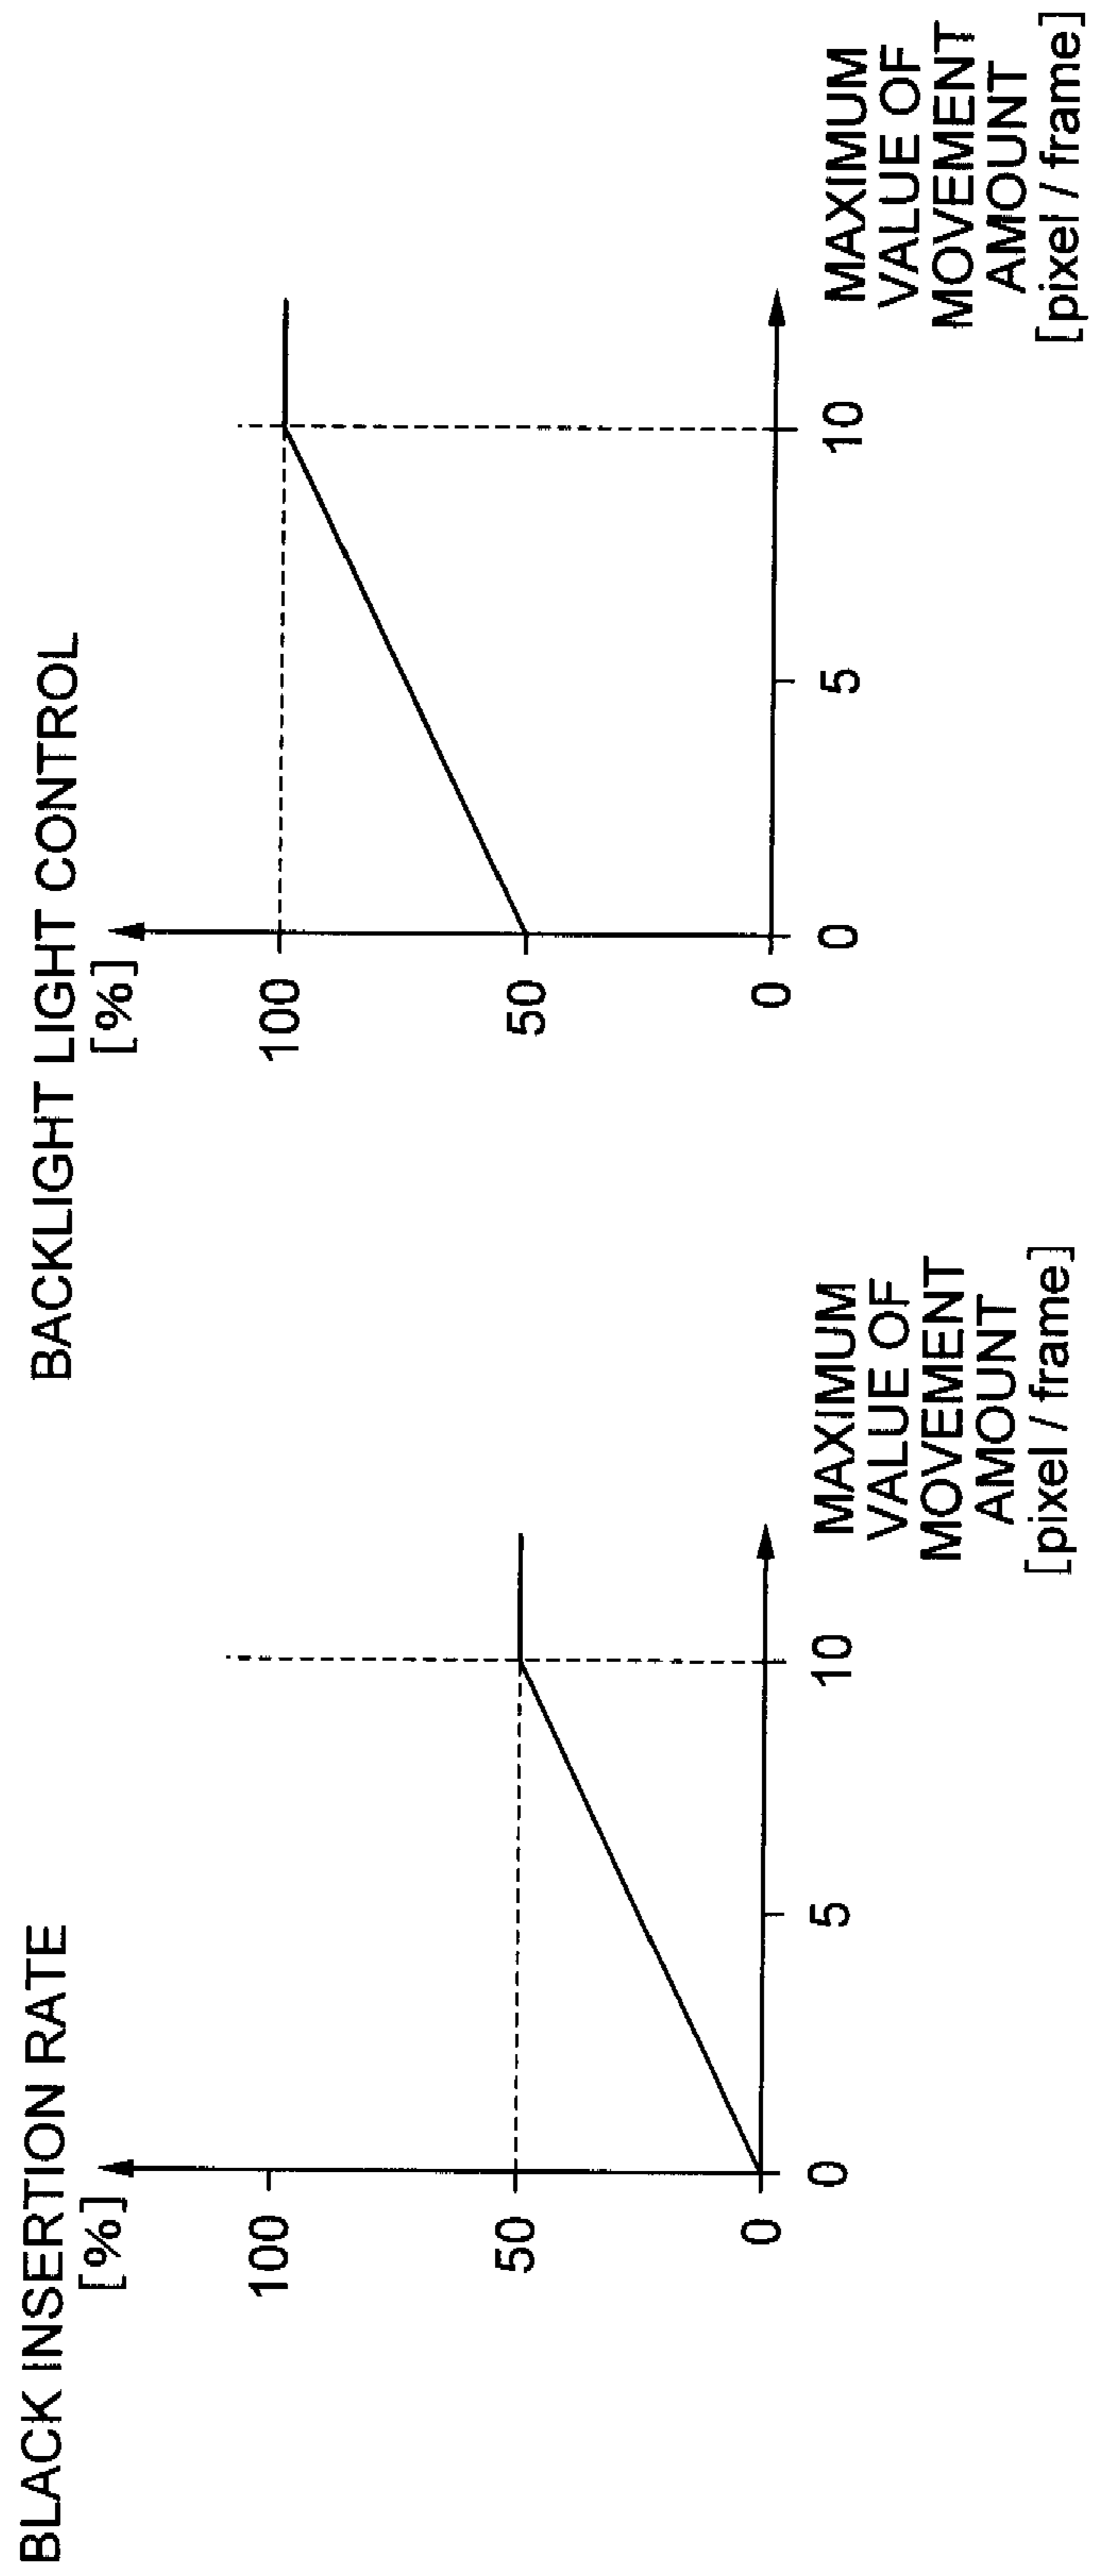 BLACK INSERTION RATE
[%]
100
50
0
0
5
10
MAXIMUM
VALUE OF
MOVEMENT
AMOUNT
[pixel / frame]
BACKLIGHT LIGHT CONTROL
[%]
100
50
0
0
5
10
MAXIMUM
VALUE OF
MOVEMENT
AMOUNT
[pixel / frame]